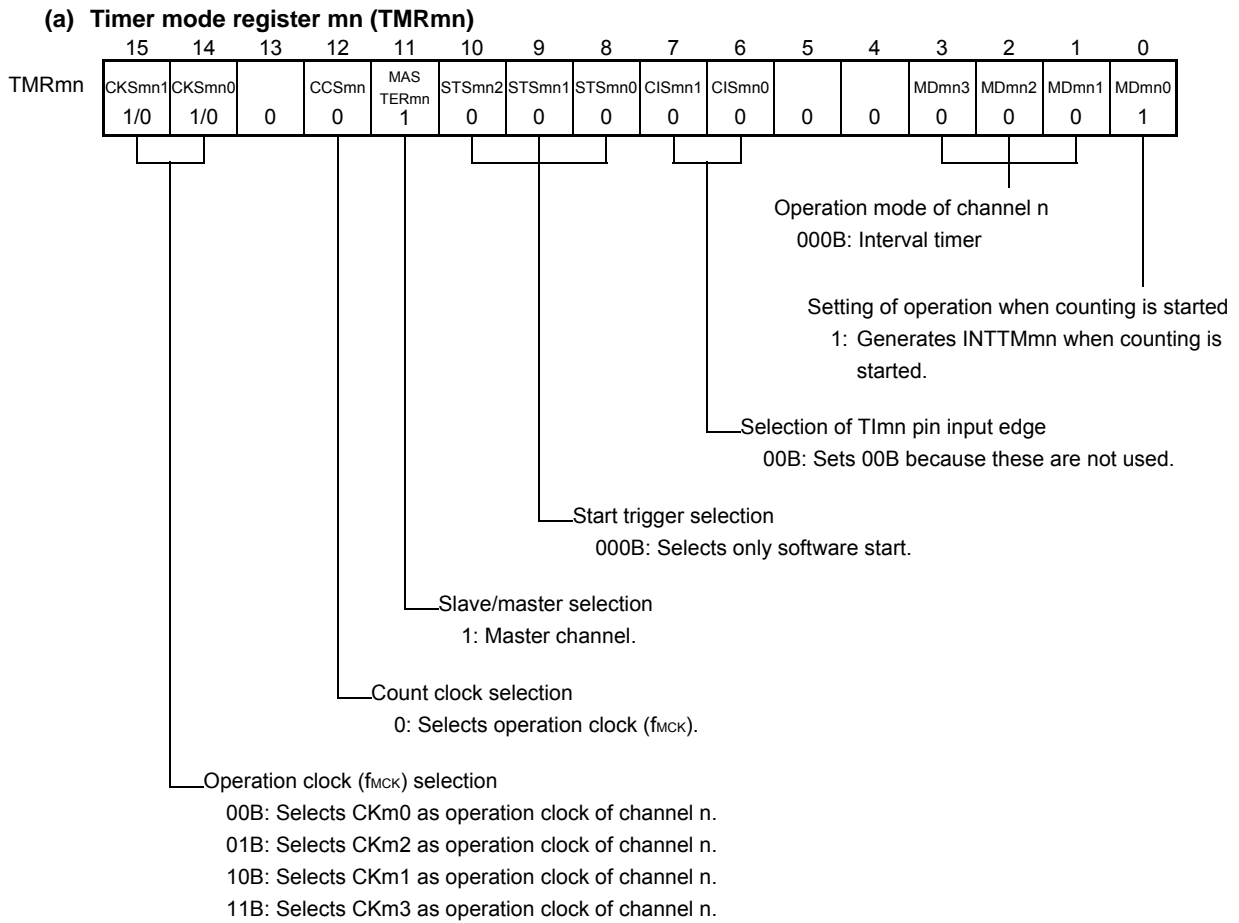 (a) Timer mode register mn (TMRmn)
15 14 13 12 11 10 9 8 7 6 5 4 3 2 1 0
TMRmn CKSmn1 CKSmn0 CCSmn MAS TERmn STSmn2 STSmn1 STSmn0 CISmn1 CISmn0 MDmn3 MDmn2 MDmn1 MDmn0
1/0 1/0 0 0 1 0 0 0 0 0 0 0 0 0 0 1
Operation mode of channel n
000B: Interval timer
Setting of operation when counting is started
1: Generates INTTMmn when counting is
started.
Selection of TImn pin input edge
00B: Sets 00B because these are not used.
Start trigger selection
000B: Selects only software start.
Slave/master selection
1: Master channel.
Count clock selection
0: Selects operation clock (fMCK).
Operation clock (fMCK) selection
00B: Selects CKm0 as operation clock of channel n.
01B: Selects CKm2 as operation clock of channel n.
10B: Selects CKm1 as operation clock of channel n.
11B: Selects CKm3 as operation clock of channel n.